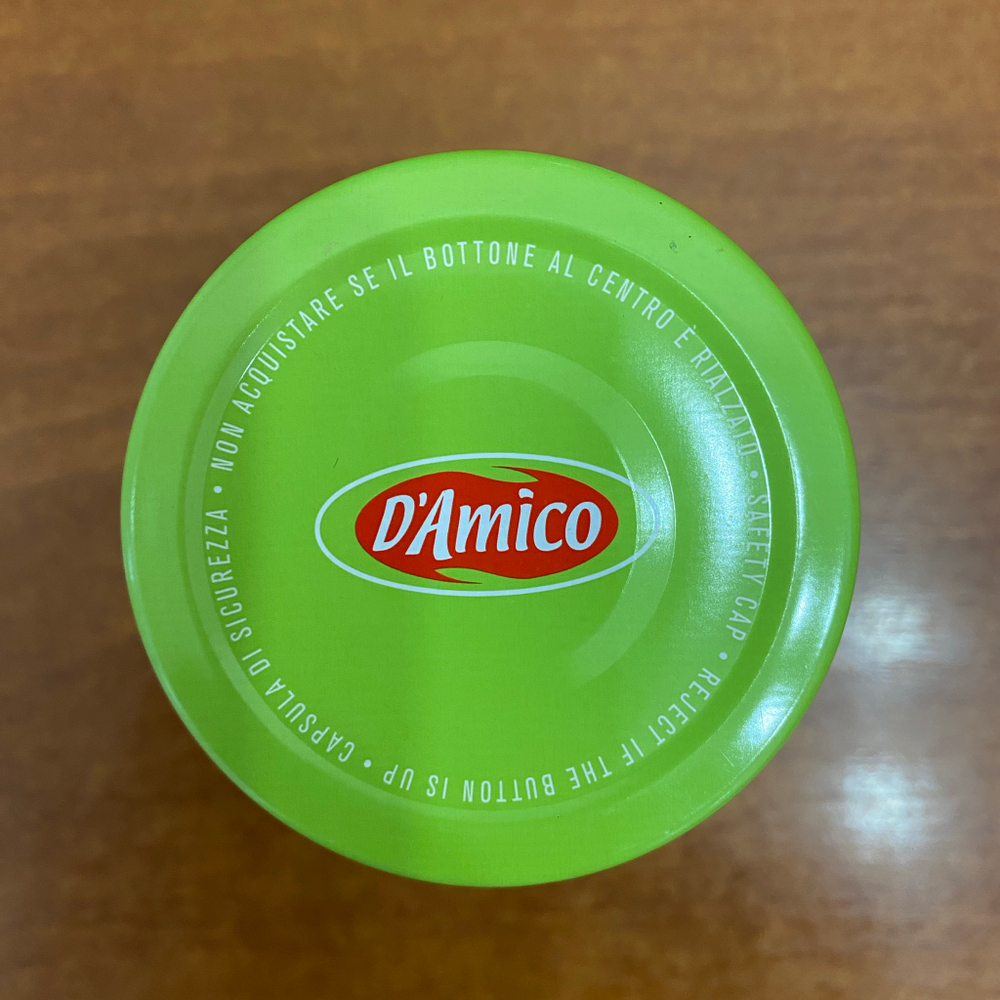 D'Amico
CAPSULA DI SICUREZZA • NON ACQUISTARE SE IL BOTTONE AL CENTRO È RIALZATO • SAFETY CAP • REJECT IF THE BUTTON IS UP •